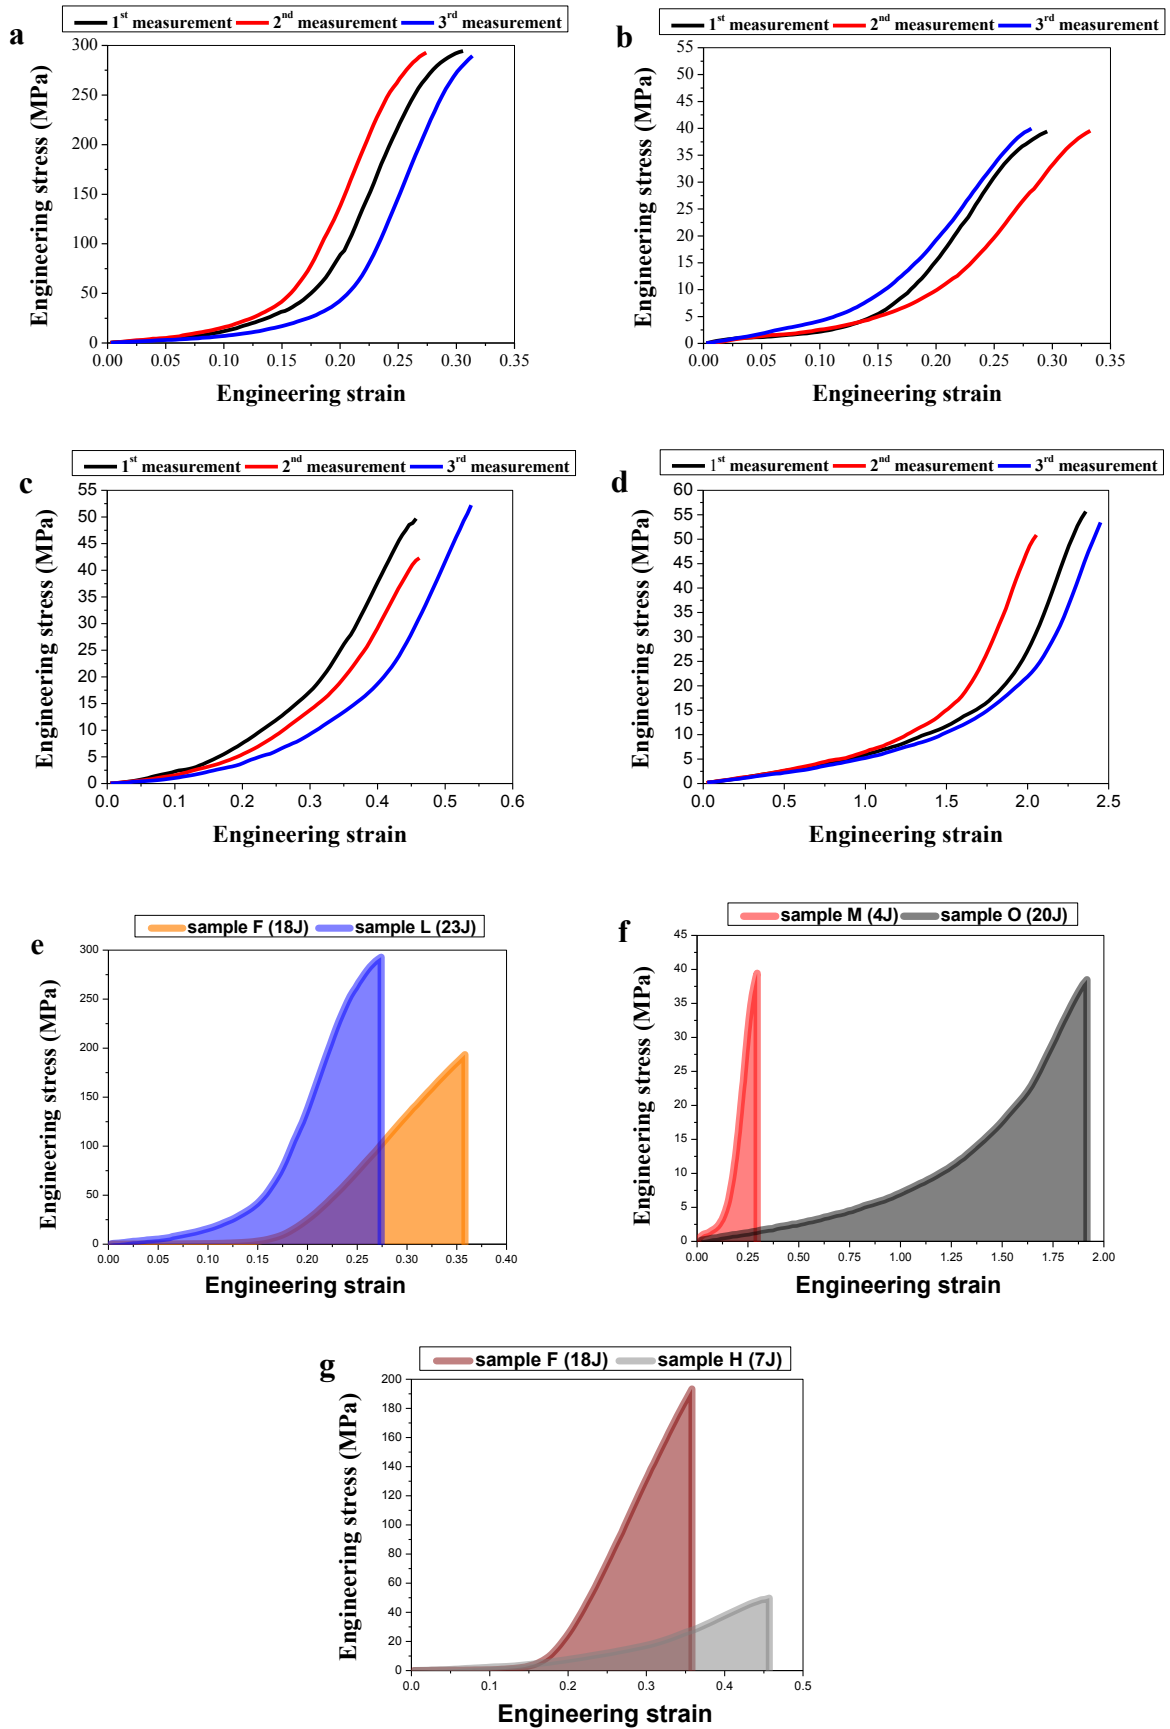 a
1st measurement 2nd measurement 3rd measurement
300
250
200
150
100
50
0
0.00 0.05 0.10 0.15 0.20 0.25 0.30 0.35
Engineering stress (MPa)
Engineering strain
b
1st measurement 2nd measurement 3rd measurement
55
50
45
40
35
30
25
20
15
10
5
0
0.00 0.05 0.10 0.15 0.20 0.25 0.30 0.35
Engineering stress (MPa)
Engineering strain
c
1st measurement 2nd measurement 3rd measurement
55
50
45
40
35
30
25
20
15
10
5
0
0.0 0.1 0.2 0.3 0.4 0.5 0.6
Engineering stress (MPa)
Engineering strain
d
1st measurement 2nd measurement 3rd measurement
60
55
50
45
40
35
30
25
20
15
10
5
0
0.0 0.5 1.0 1.5 2.0 2.5
Engineering stress (MPa)
Engineering strain
e
sample F (18J) sample L (23J)
300
250
200
150
100
50
0
0.00 0.05 0.10 0.15 0.20 0.25 0.30 0.35 0.40
Engineering stress (MPa)
Engineering strain
f
sample M (4J) sample O (20J)
45
40
35
30
25
20
15
10
5
0
0.00 0.25 0.50 0.75 1.00 1.25 1.50 1.75 2.00
Engineering stress (MPa)
Engineering strain
g
sample F (18J) sample H (7J)
200
180
160
140
120
100
80
60
40
20
0
0.0 0.1 0.2 0.3 0.4 0.5
Engineering stress (MPa)
Engineering strain